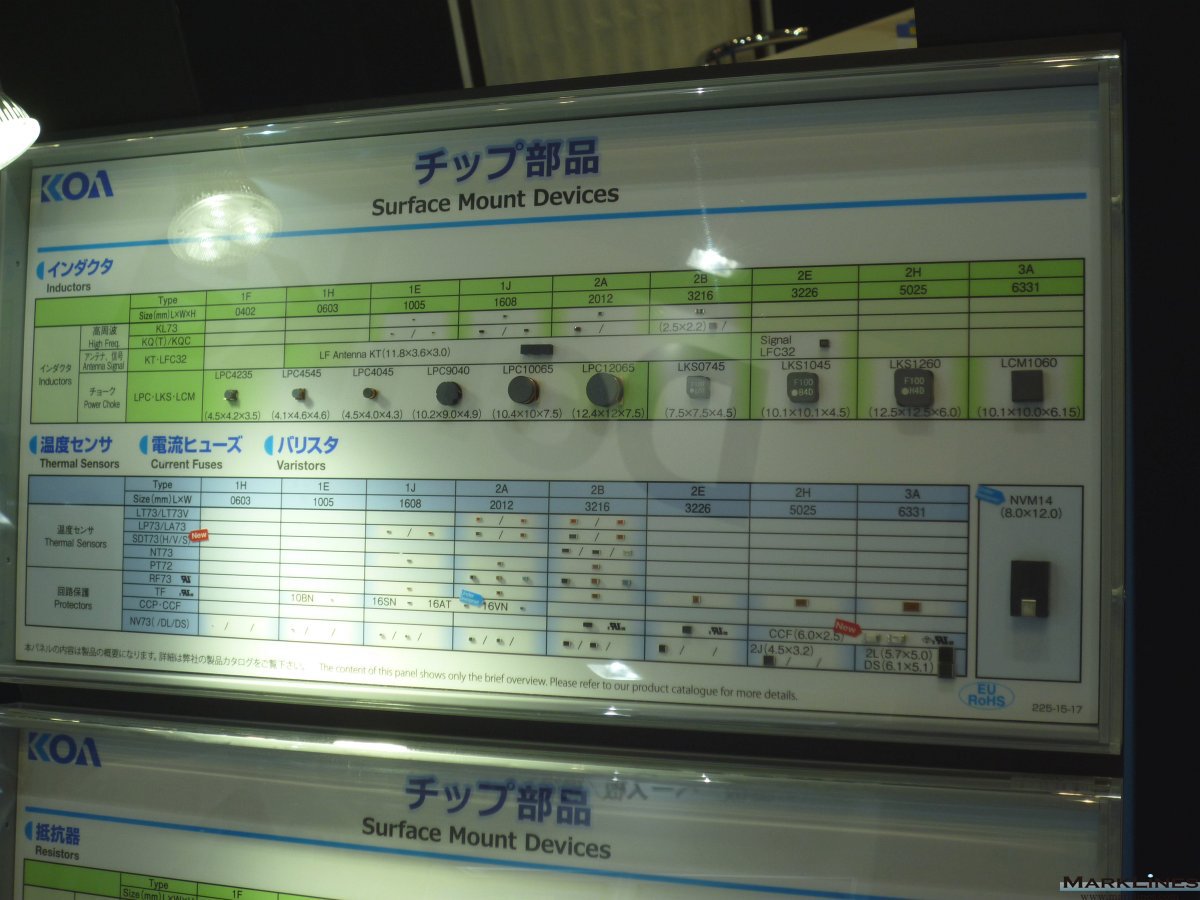 KOA
チップ部品
Surface Mount Devices
インダクタ
Inductors
Type 1F 1H 1E 1J 2A 2B 2E 2H 3A
Size(mm)L×W×H 0402 0603 1005 1608 2012 3216 3226 5025 6331
インダクタ
Inductors
高周波
High Freq.
KL73
KQ(T)/KQC
(2.5×2.2)
アンテナ、信号
Antenna Signal
KT·LFC32
LF Antenna KT(11.8×3.6×3.0)
Signal
LFC32
チョーク
Power Choke
LPC·LKS·LCM
LPC4235 LPC4545 LPC4045 LPC9040 LPC10065 LPC12065 LKS0745 LKS1045 LKS1260 LCM1060
(4.5×4.2×3.5) (4.1×4.6×4.6) (4.5×4.0×4.3) (10.2×9.0×4.9) (10.4×10×7.5) (12.4×12×7.5) (7.5×7.5×4.5) (10.1×10.1×4.5) (12.5×12.5×6.0) (10.1×10.0×6.15)
温度センサ 電流ヒューズ バリスタ
Thermal Sensors Current Fuses Varistors
Type 1H 1E 1J 2A 2B 2E 2H 3A
Size(mm)L×W 0603 1005 1608 2012 3216 3226 5025 6331
温度センサ
Thermal Sensors
LT73/LT73V
LP73/LA73
SDT73(H/V/S) New
NT73
PT72
回路保護
Protectors
RF73
TF
CCP·CCF
10BN 16SN 16AT 16VN
NV73(/DL/DS)
CCF(6.0×2.5) New
2J(4.5×3.2)
2L(5.7×5.0)
DS(6.1×5.1)
NVM14
(8.0×12.0)
本パネルの内容は製品の概要になります。詳細は弊社の製品カタログをご覧下さい。 The content of this panel shows only the brief overview. Please refer to our product catalogue for more details.
EU
RoHS
225-15-17
KOA
チップ部品
Surface Mount Devices
抵抗器
Resistors
Type 1F
Size(mm)L×W×H
MARKLINES